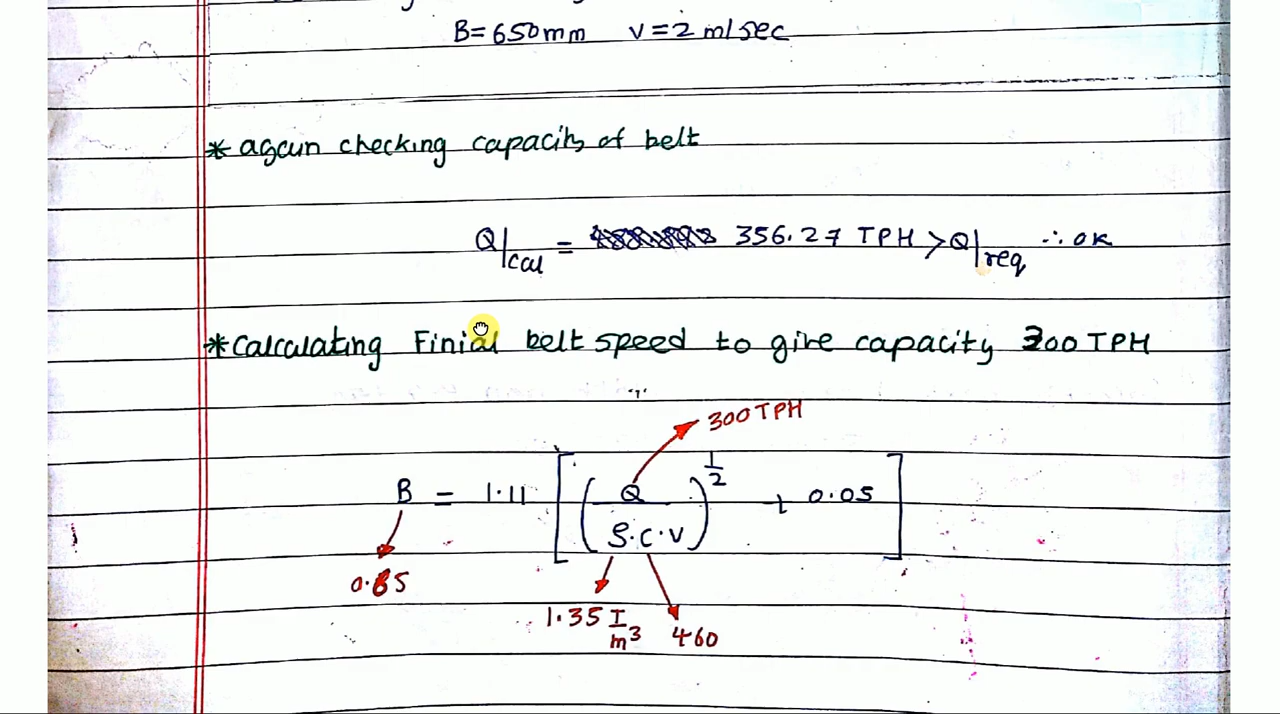 B=650mm v=2 m/sec
* again checking capacity of belt
Q|cal = 356.27 TPH > Q|req ∴ OK
* Calculating Finial belt speed to give capacity 300 TPH
300 TPH
B = 1.11 [ ( Q / ρ.c.v )^1/2 + 0.05 ]
0.65
1.35 T/m³ 460